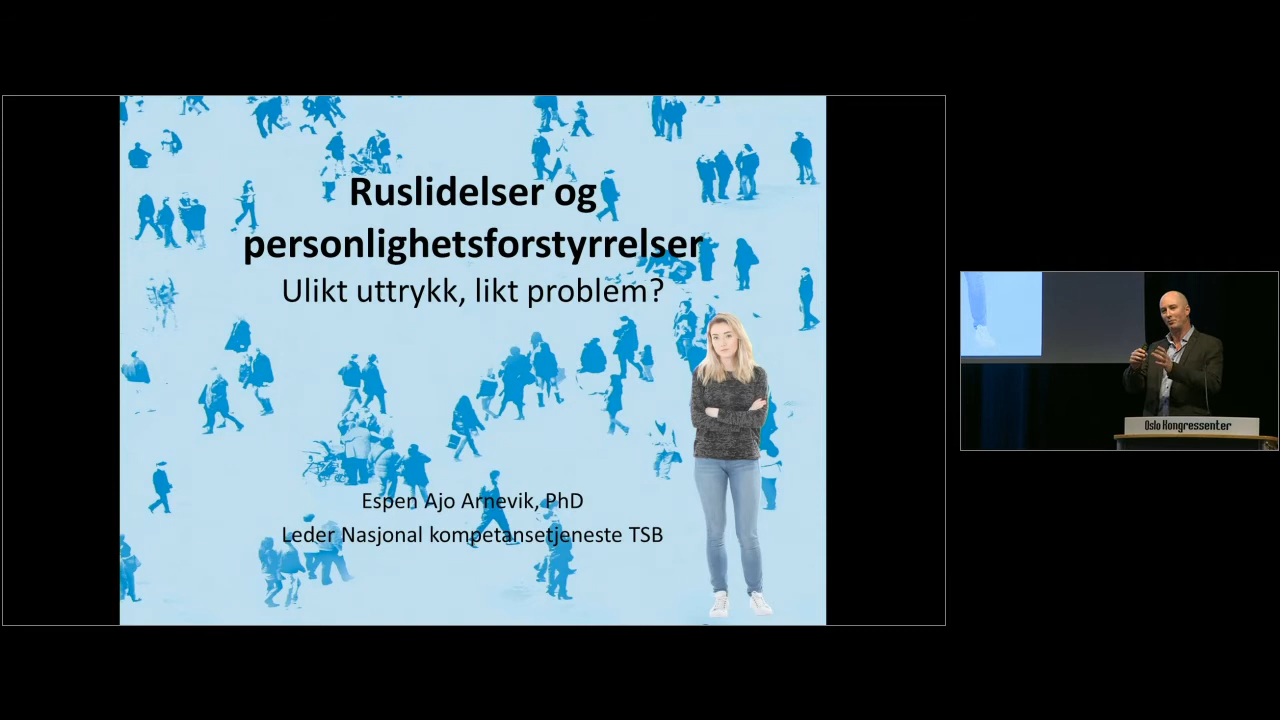 Ruslidelser og
personlighetsforstyrrelser
Ulikt uttrykk, likt problem?
Espen Ajo Arnevik, PhD
Leder Nasjonal kompetansetjeneste TSB
Oslo Kongressenter